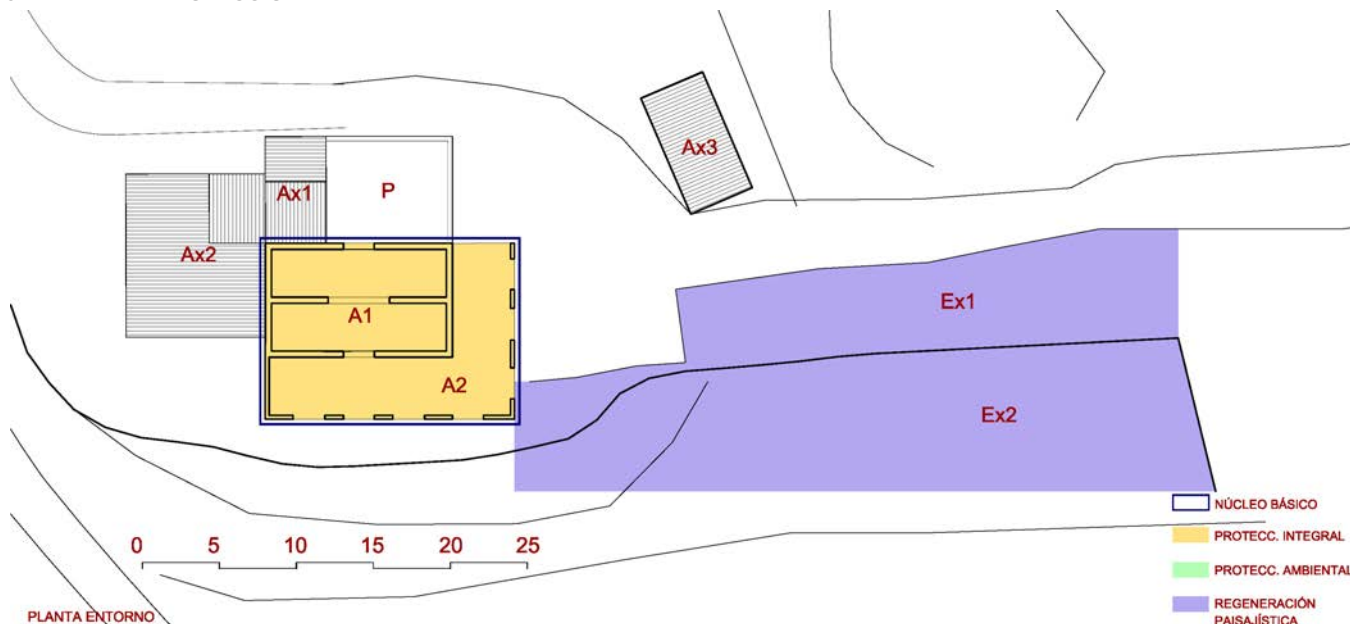 Ax3
Ax1
P
Ax2
A1
Ex1
A2
Ex2
0 5 10 15 20 25
NÚCLEO BÁSICO
PROTECC. INTEGRAL
PROTECC. AMBIENTAL
REGENERACIÓN
PAISAJÍSTICA
PLANTA ENTORNO